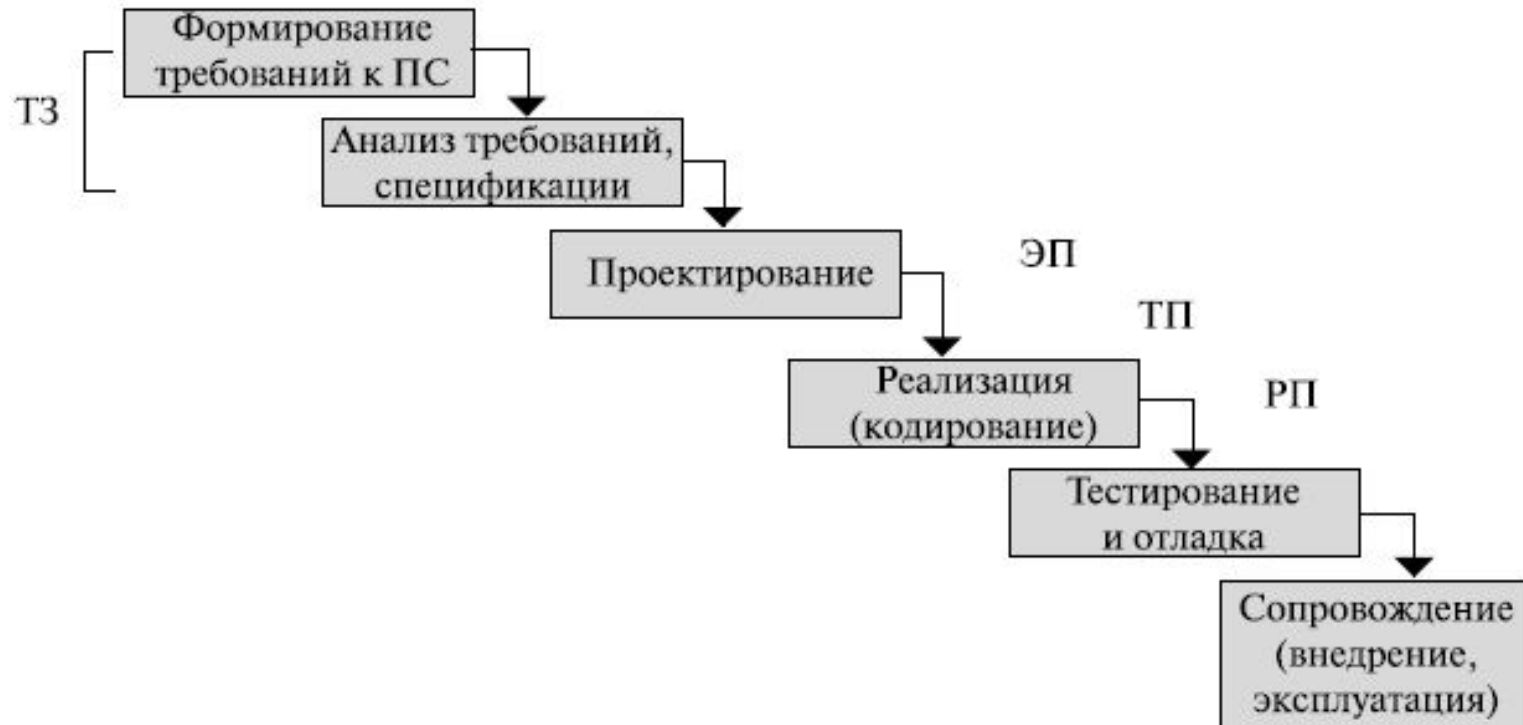 Формирование
требований к ПС
ТЗ
Анализ требований,
спецификации
Проектирование
ЭП
ТП
Реализация
(кодирование)
РП
Тестирование
и отладка
Сопровождение
(внедрение,
эксплуатация)